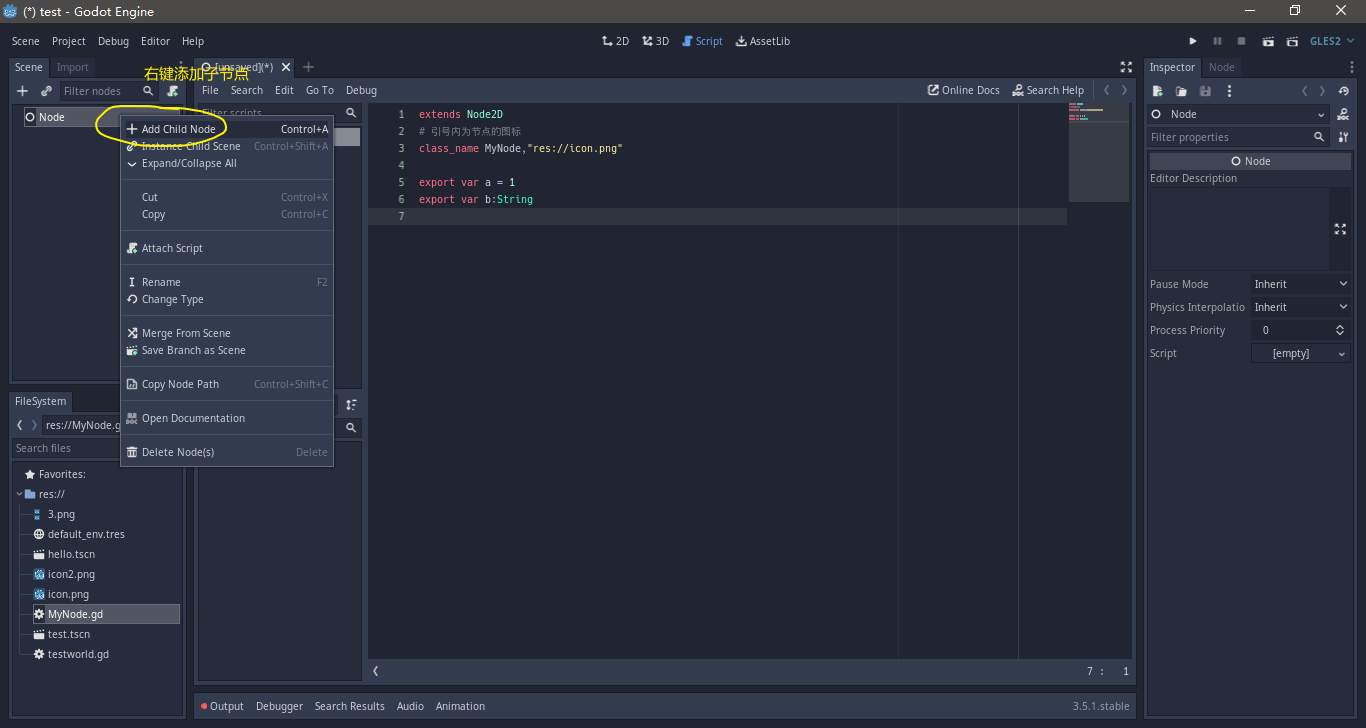 (*) test - Godot Engine
Scene Project Debug Editor Help
2D 3D Script AssetLib
GLES2
Scene Import
右键添加子节点
[unsaved](*)
Inspector Node
Filter nodes
File Search Edit Go To Debug
Online Docs Search Help
Node
Filter scripts
Add Child Node Control+A
Instance Child Scene Control+Shift+A
Expand/Collapse All
Cut Control+X
Copy Control+C
Attach Script
Rename F2
Change Type
Merge From Scene
Save Branch as Scene
Copy Node Path Control+Shift+C
Open Documentation
Delete Node(s) Delete
1 extends Node2D
2 # 引号内为节点的图标
3 class_name MyNode,"res://icon.png"
4
5 export var a = 1
6 export var b:String
7
7 : 1
Node
Filter properties
Node
Editor Description
Pause Mode Inherit
Physics Interpolatio Inherit
Process Priority 0
Script [empty]
FileSystem
res://MyNode.g
Search files
Favorites:
res://
3.png
default_env.tres
hello.tscn
icon2.png
icon.png
MyNode.gd
test.tscn
testworld.gd
Output Debugger Search Results Audio Animation
3.5.1.stable